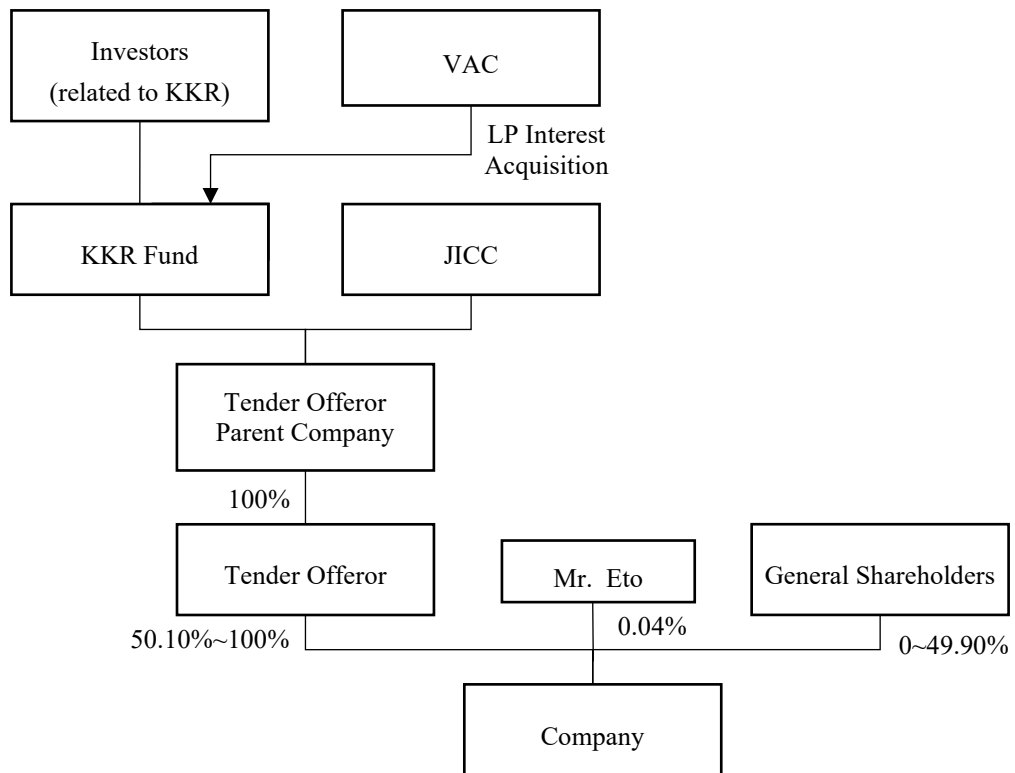 Investors
(related to KKR)
VAC
LP Interest
Acquisition
KKR Fund
JICC
Tender Offeror
Parent Company
100%
Tender Offeror
Mr. Eto
General Shareholders
50.10%~100%
0.04%
0~49.90%
Company